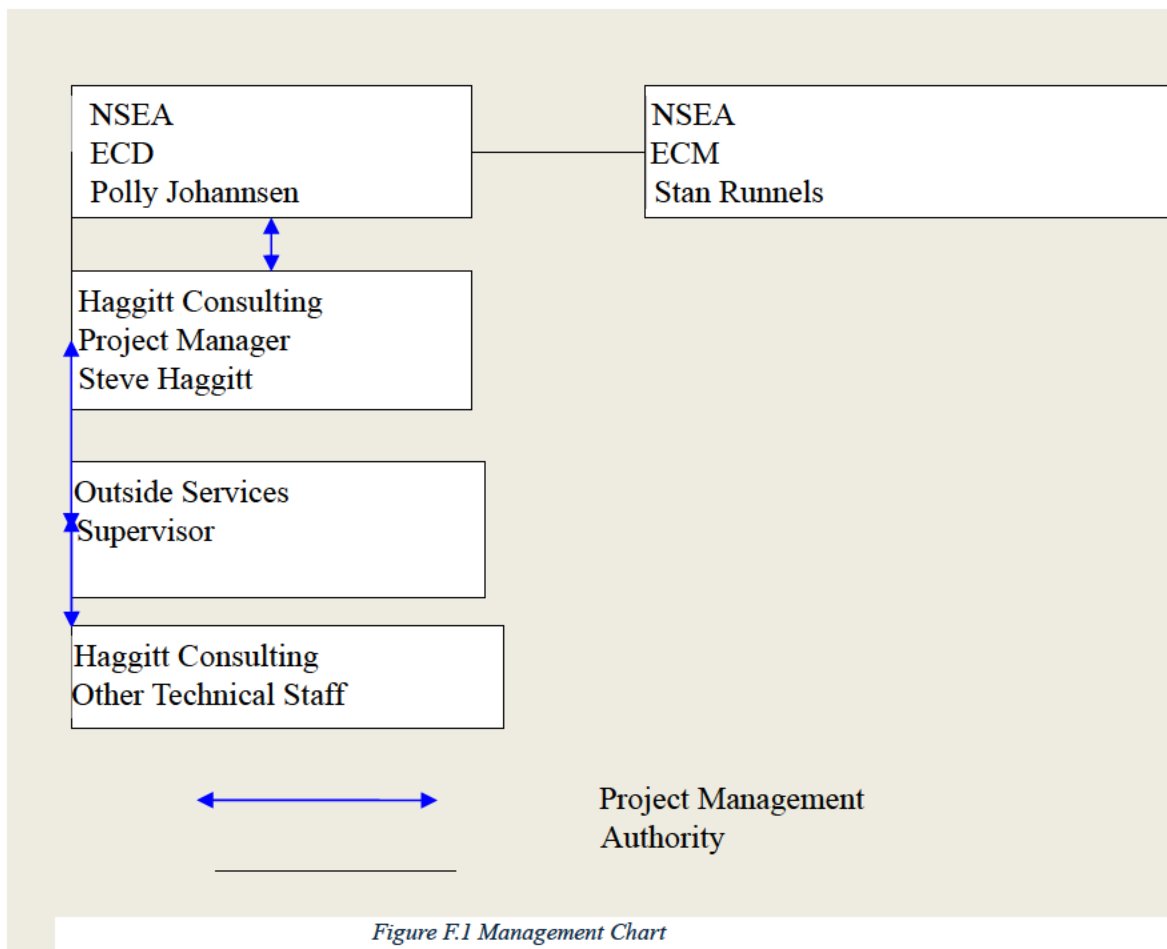 NSEA
ECD
Polly Johannsen
NSEA
ECM
Stan Runnels
Haggitt Consulting
Project Manager
Steve Haggitt
Outside Services
Supervisor
Haggitt Consulting
Other Technical Staff
Project Management
Authority
Figure F.1 Management Chart